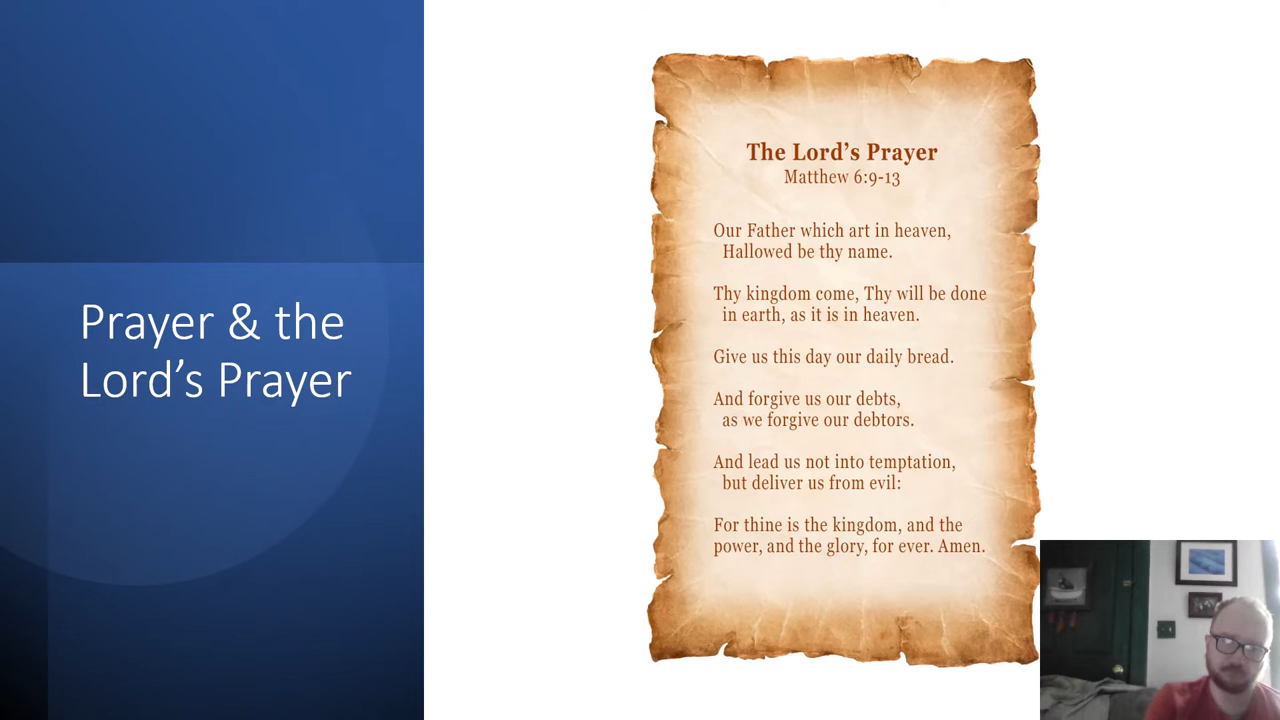 Prayer & the
Lord’s Prayer
The Lord’s Prayer
Matthew 6:9-13
Our Father which art in heaven,
Hallowed be thy name.
Thy kingdom come, Thy will be done
in earth, as it is in heaven.
Give us this day our daily bread.
And forgive us our debts,
as we forgive our debtors.
And lead us not into temptation,
but deliver us from evil:
For thine is the kingdom, and the
power, and the glory, for ever. Amen.